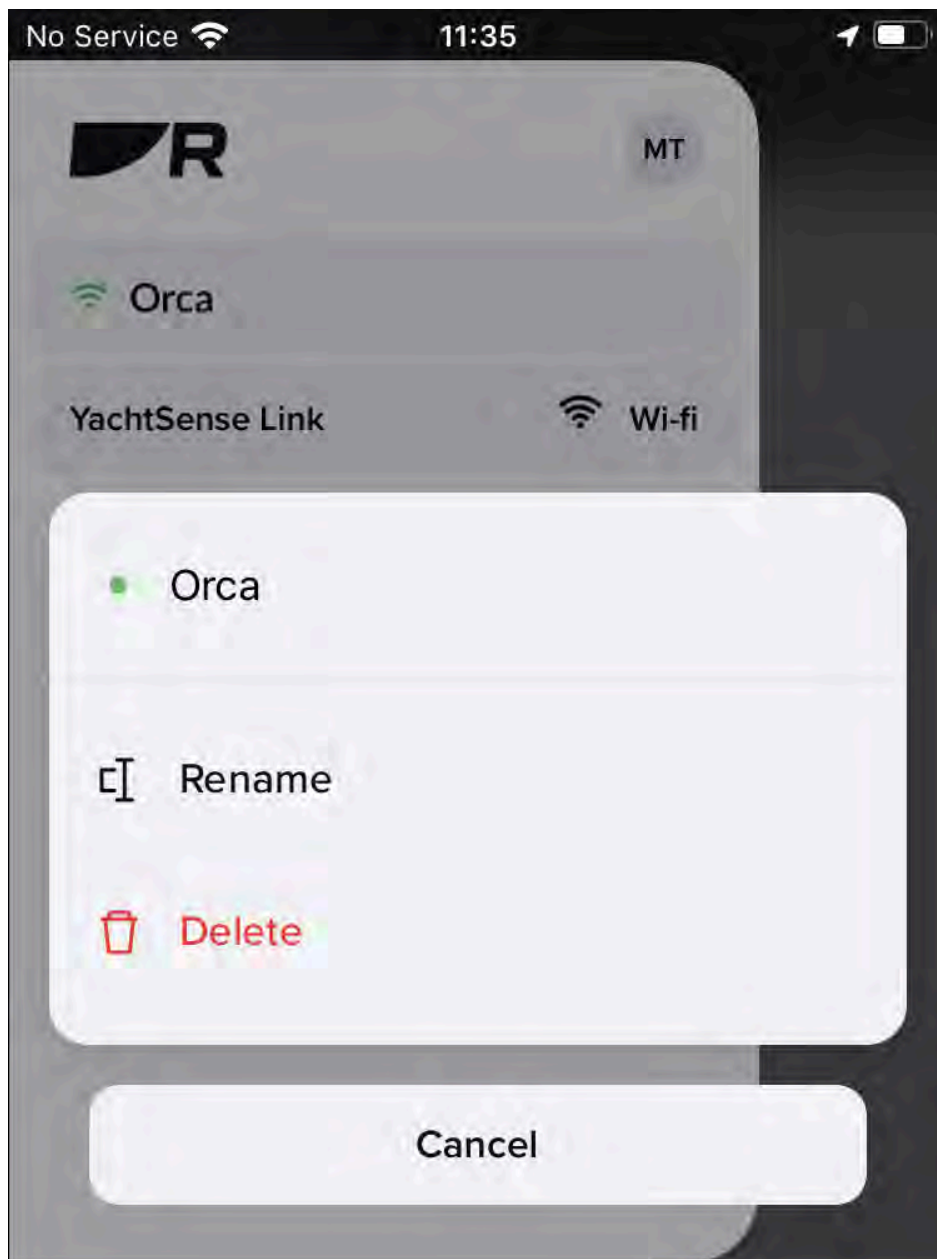 No Service
11:35
R
MT
Orca
YachtSense Link
Wi-fi
Orca
Rename
Delete
Cancel